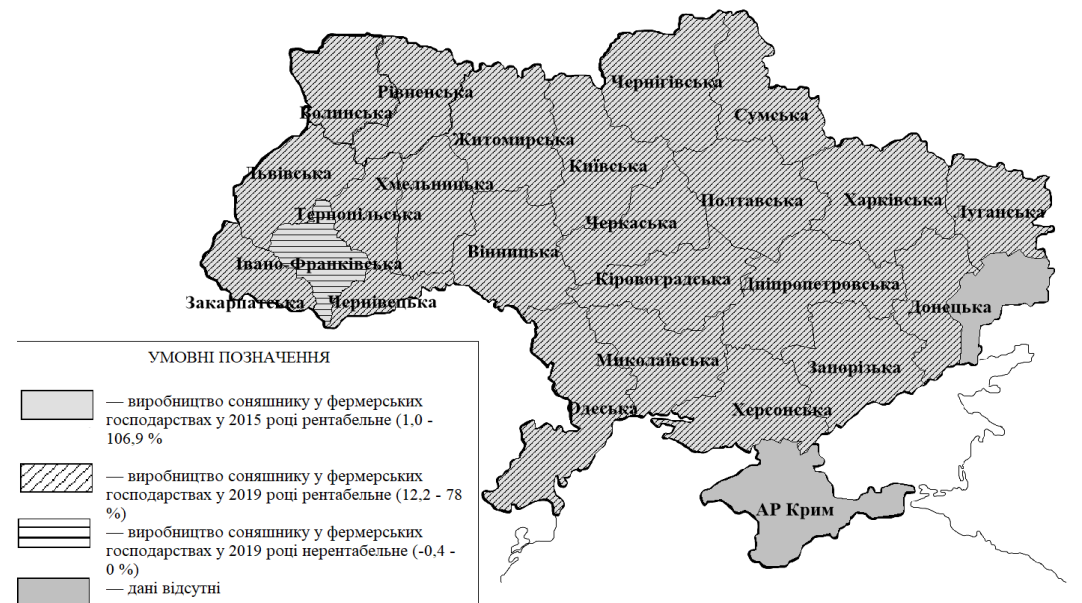 Чернігівська
Рівненська
Волинська
Сумська
Житомирська
Київська
Львівська
Хмельницька
Полтавська
Харківська
Луганська
Тернопільська
Черкаська
Вінницька
Івано-Франківська
Кіровоградська
Дніпропетровська
Закарпатська
Чернівецька
Донецька
Миколаївська
Запорізька
Одеська
Херсонська
АР Крим
УМОВНІ ПОЗНАЧЕННЯ
— виробництво соняшнику у фермерських
господарствах у 2015 році рентабельне (1,0 -
106,9 %
— виробництво соняшнику у фермерських
господарствах у 2019 році рентабельне (12,2 - 78
%)
— виробництво соняшнику у фермерських
господарствах у 2019 році нерентабельне (-0,4 -
0 %)
— дані відсутні